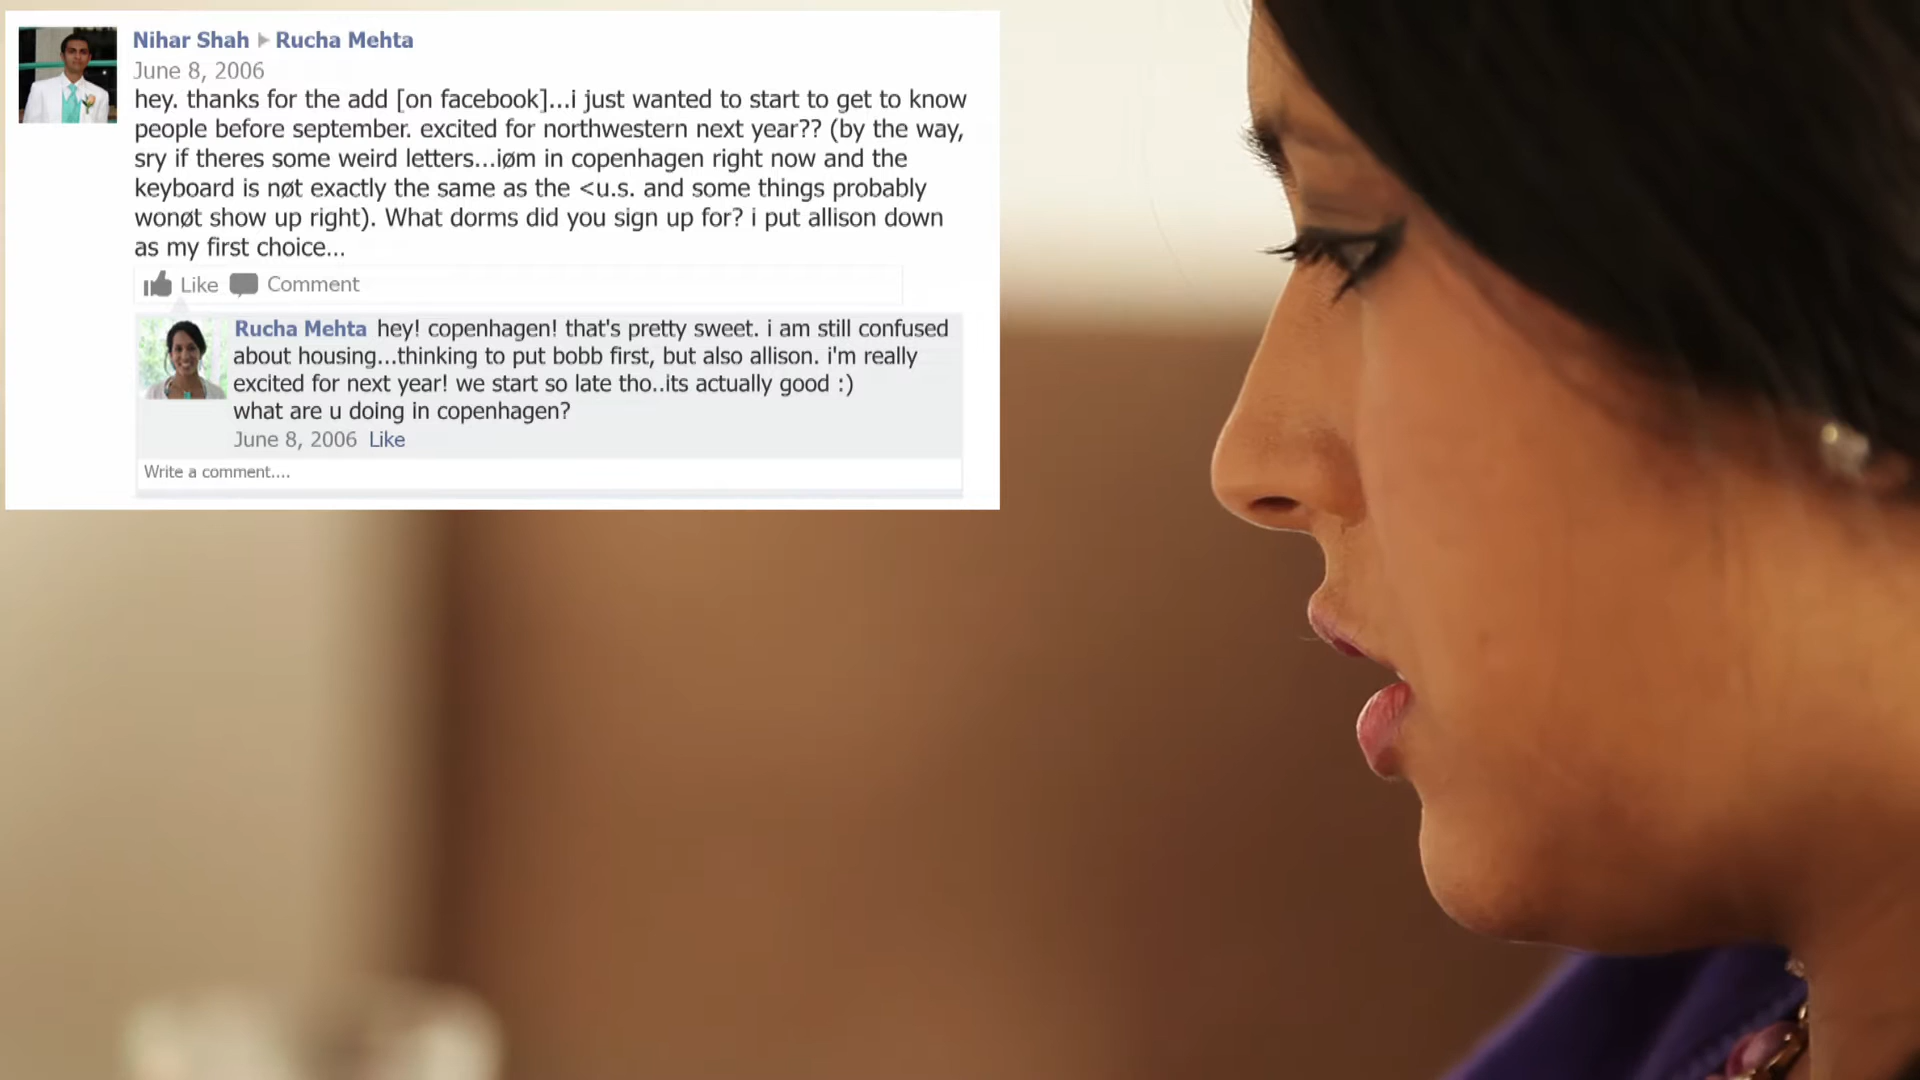 Nihar Shah ▶ Rucha Mehta
June 8, 2006
hey. thanks for the add [on facebook]...i just wanted to start to get to know
people before september. excited for northwestern next year?? (by the way,
sry if theres some weird letters...iøm in copenhagen right now and the
keyboard is nøt exactly the same as the <u.s. and some things probably
wonøt show up right). What dorms did you sign up for? i put allison down
as my first choice...
Like Comment
Rucha Mehta hey! copenhagen! that's pretty sweet. i am still confused
about housing...thinking to put bobb first, but also allison. i'm really
excited for next year! we start so late tho..its actually good :)
what are u doing in copenhagen?
June 8, 2006 Like
Write a comment....